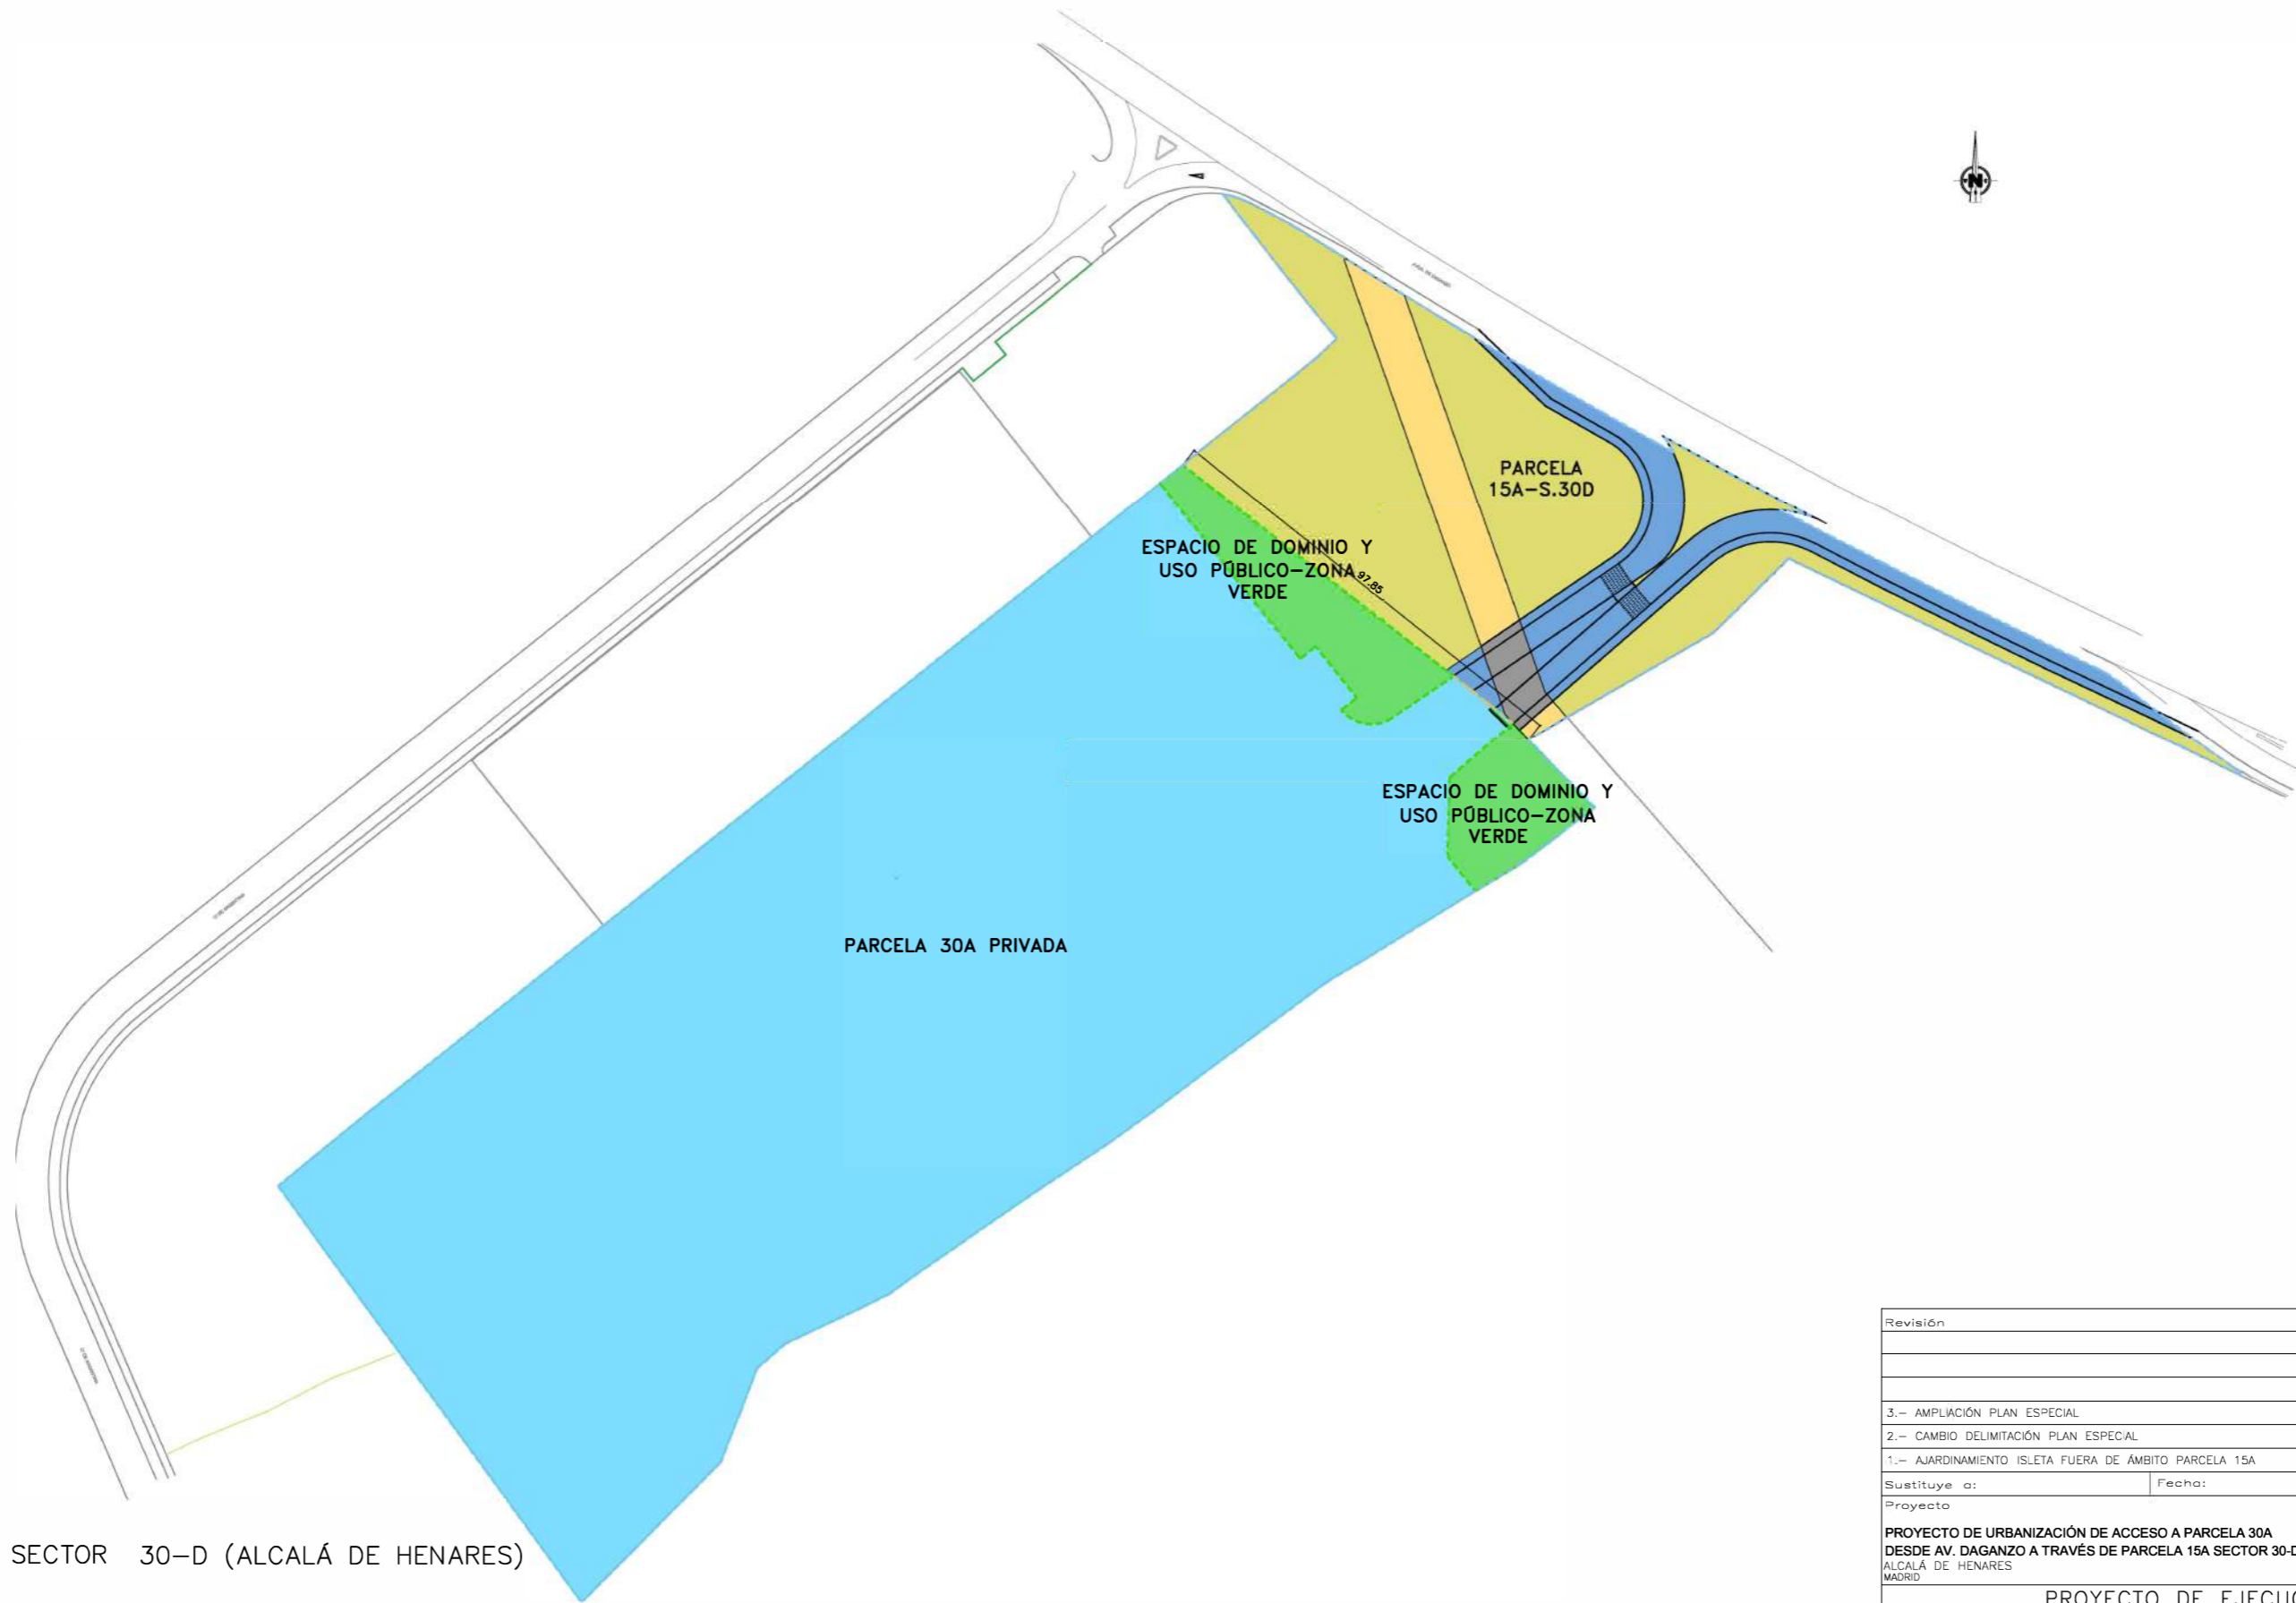 N
PARCELA
15A-S.30D
ESPACIO DE DOMINIO Y
USO PÚBLICO-ZONA
VERDE
97.85
ESPACIO DE DOMINIO Y
USO PÚBLICO-ZONA
VERDE
PARCELA 30A PRIVADA
SECTOR 30-D (ALCALÁ DE HENARES)
Revisión
3.- AMPLIACIÓN PLAN ESPECIAL
2.- CAMBIO DELIMITACIÓN PLAN ESPECIAL
1.- AJARDINAMIENTO ISLETA FUERA DE ÁMBITO PARCELA 15A
Sustituye a: Fecha:
Proyecto
PROYECTO DE URBANIZACIÓN DE ACCESO A PARCELA 30A
DESDE AV. DAGANZO A TRAVÉS DE PARCELA 15A SECTOR 30-D
ALCALÁ DE HENARES
MADRID
PROYECTO DE EJECUC